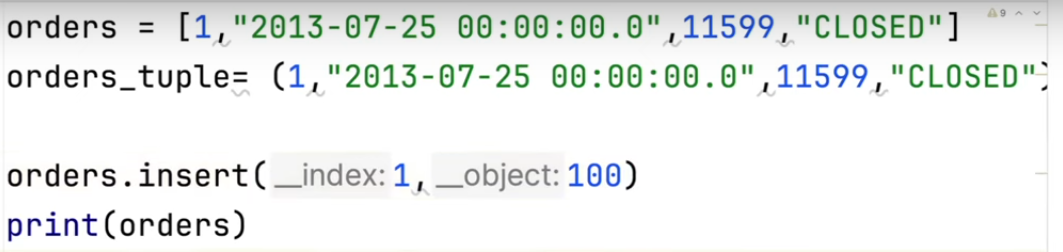 orders = [1,"2013-07-25 00:00:00.0",11599,"CLOSED"]
9
orders_tuple= (1,"2013-07-25 00:00:00.0",11599,"CLOSED")
orders.insert( __index: 1, __object: 100)
print(orders)